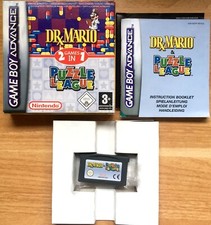 GAME BOY ADVANCE
DR.MARIO
2 GAMES IN 1
PUZZLE
LEAGUE
Nintendo
3+
GAME BOY ADVANCE
DR.MARIO
&
PUZZLE
LEAGUE
INSTRUCTION BOOKLET
SPIELANLEITUNG
MODE D'EMPLOI
HANDLEIDING